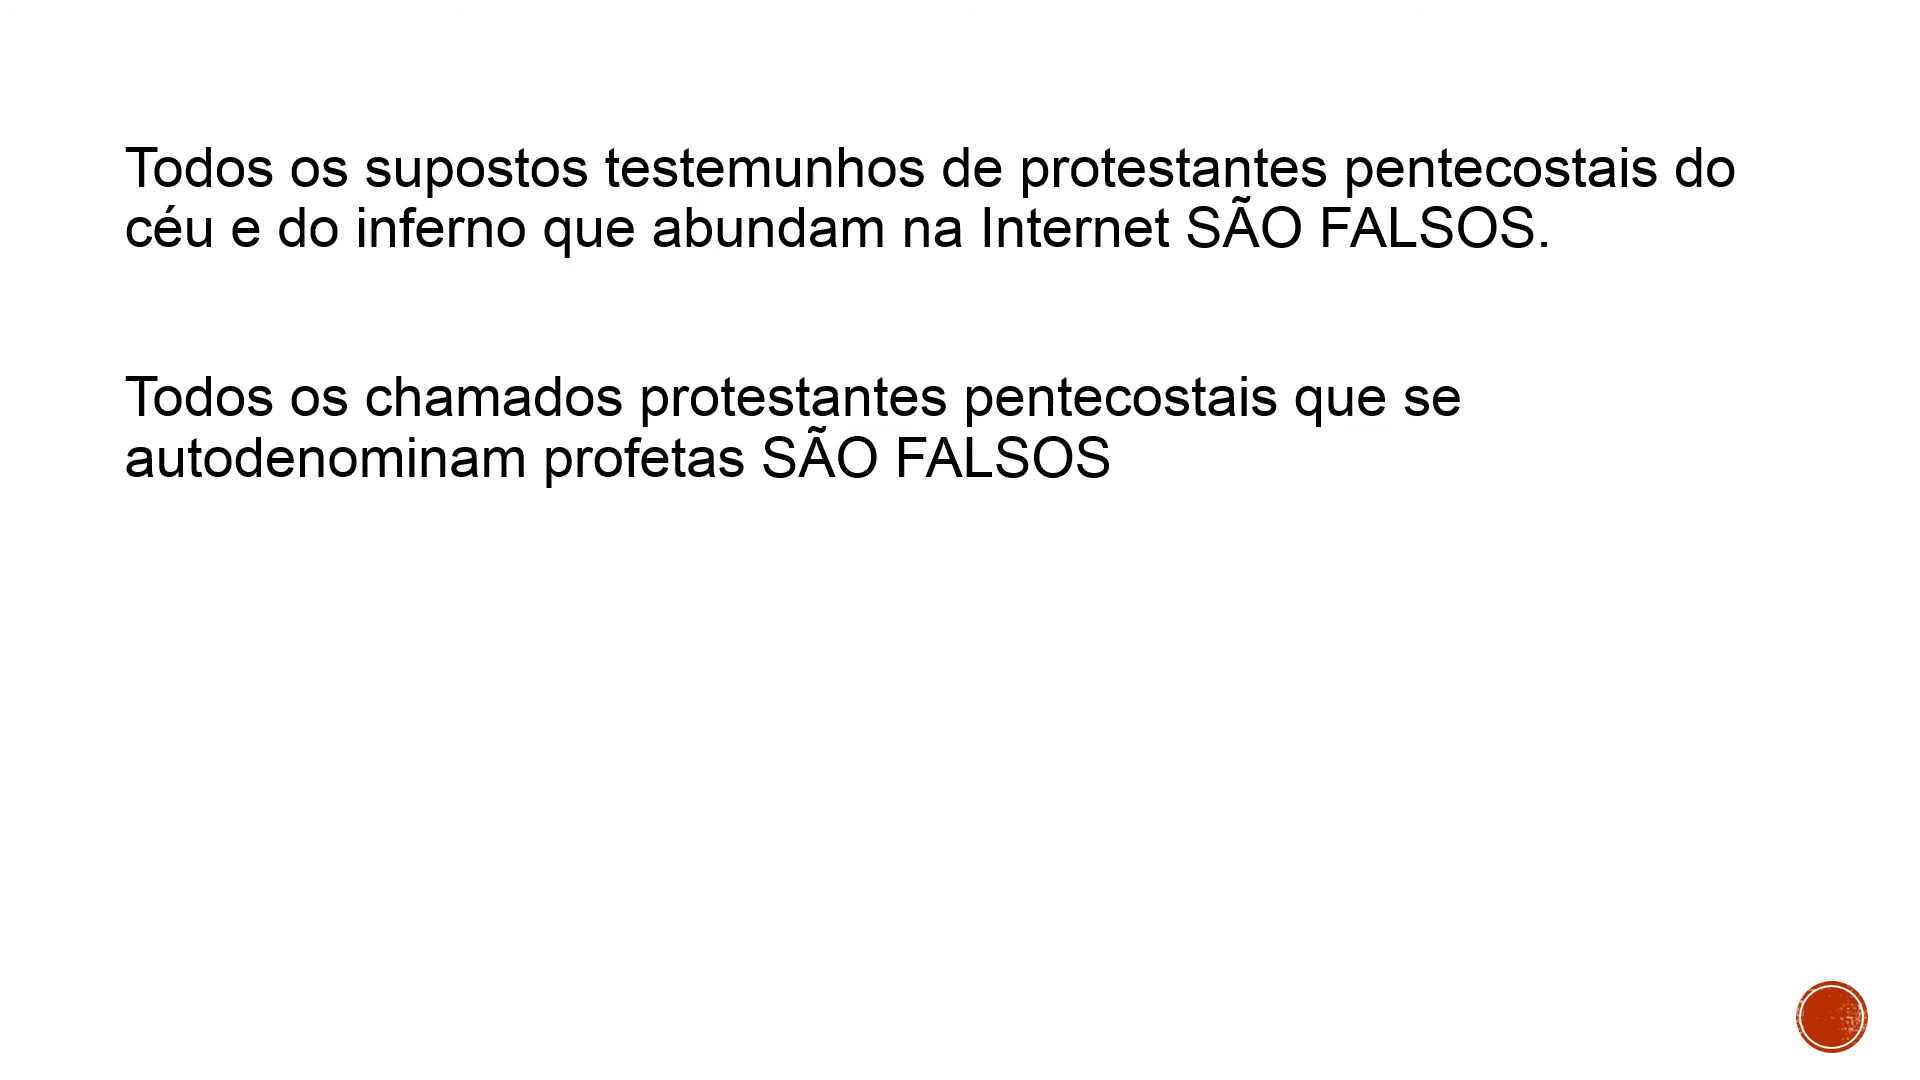 Todos os supostos testemunhos de protestantes pentecostais do
céu e do inferno que abundam na Internet SÃO FALSOS.
Todos os chamados protestantes pentecostais que se
autodenominam profetas SÃO FALSOS